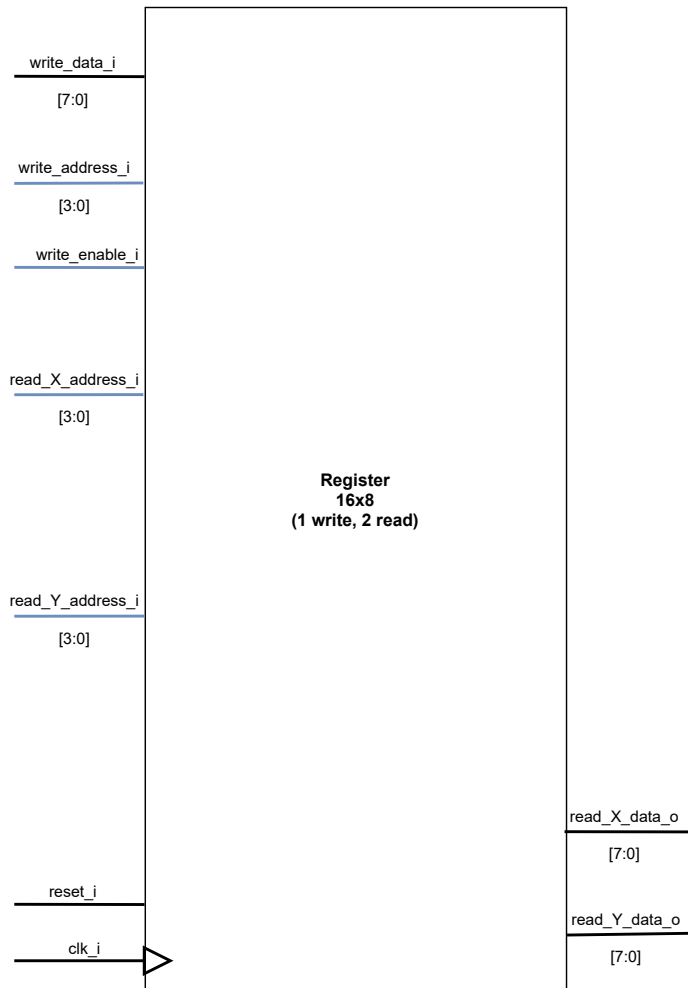 write_data_i
[7:0]
write_address_i
[3:0]
write_enable_i
read_X_address_i
[3:0]
Register
16x8
(1 write, 2 read)
read_Y_address_i
[3:0]
read_X_data_o
[7:0]
reset_i
read_Y_data_o
clk_i
[7:0]